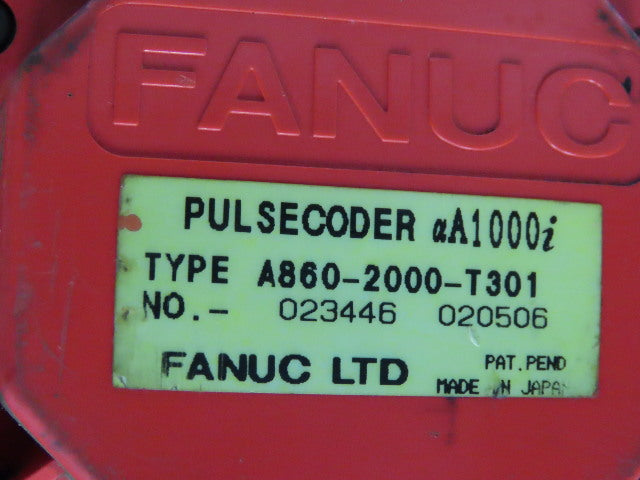 FANUC
PULSECODER αA1000i
TYPE A860-2000-T301
NO.- 023446 020506
FANUC LTD
PAT. PEND
MADE IN JAPAN